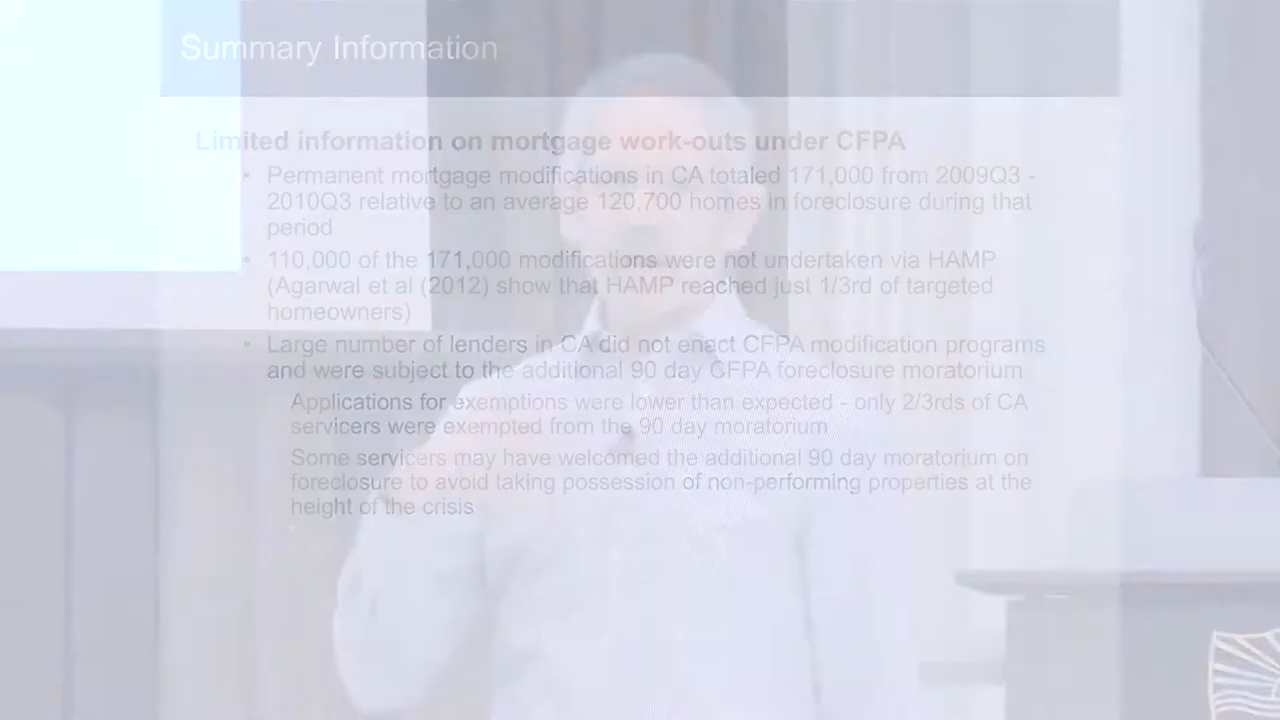 Summary Information
Limited information on mortgage work-outs under CFPA
• Permanent mortgage modifications in CA totaled 171,000 from 2009Q3 -
2010Q3 relative to an average 120,700 homes in foreclosure during that
period
• 110,000 of the 171,000 modifications were not undertaken via HAMP
(Agarwal et al (2012) show that HAMP reached just 1/3rd of targeted
homeowners)
• Large number of lenders in CA did not enact CFPA modification programs
and were subject to the additional 90 day CFPA foreclosure moratorium
Applications for exemptions were lower than expected - only 2/3rds of CA
servicers were exempted from the 90 day moratorium
Some servicers may have welcomed the additional 90 day moratorium on
foreclosure to avoid taking possession of non-performing properties at the
height of the crisis